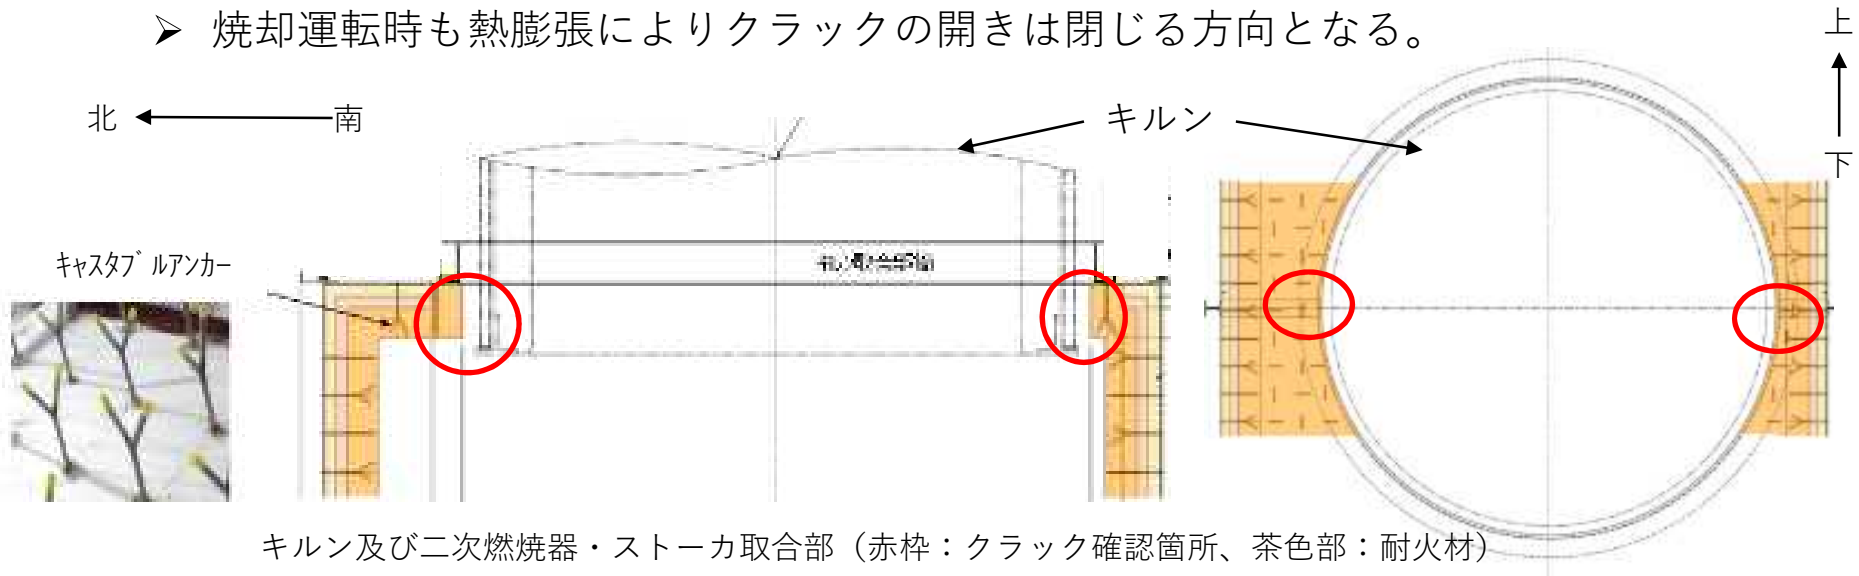 ➢ 焼却運転時も熱膨張によりクラックの開きは閉じる方向となる。
上
北
南
キルン
下
ｷｬｽﾀﾌﾞﾙｱﾝｶｰ
キルン及び二次燃焼器・ストーカ取合部（赤枠：クラック確認箇所、茶色部：耐火材）